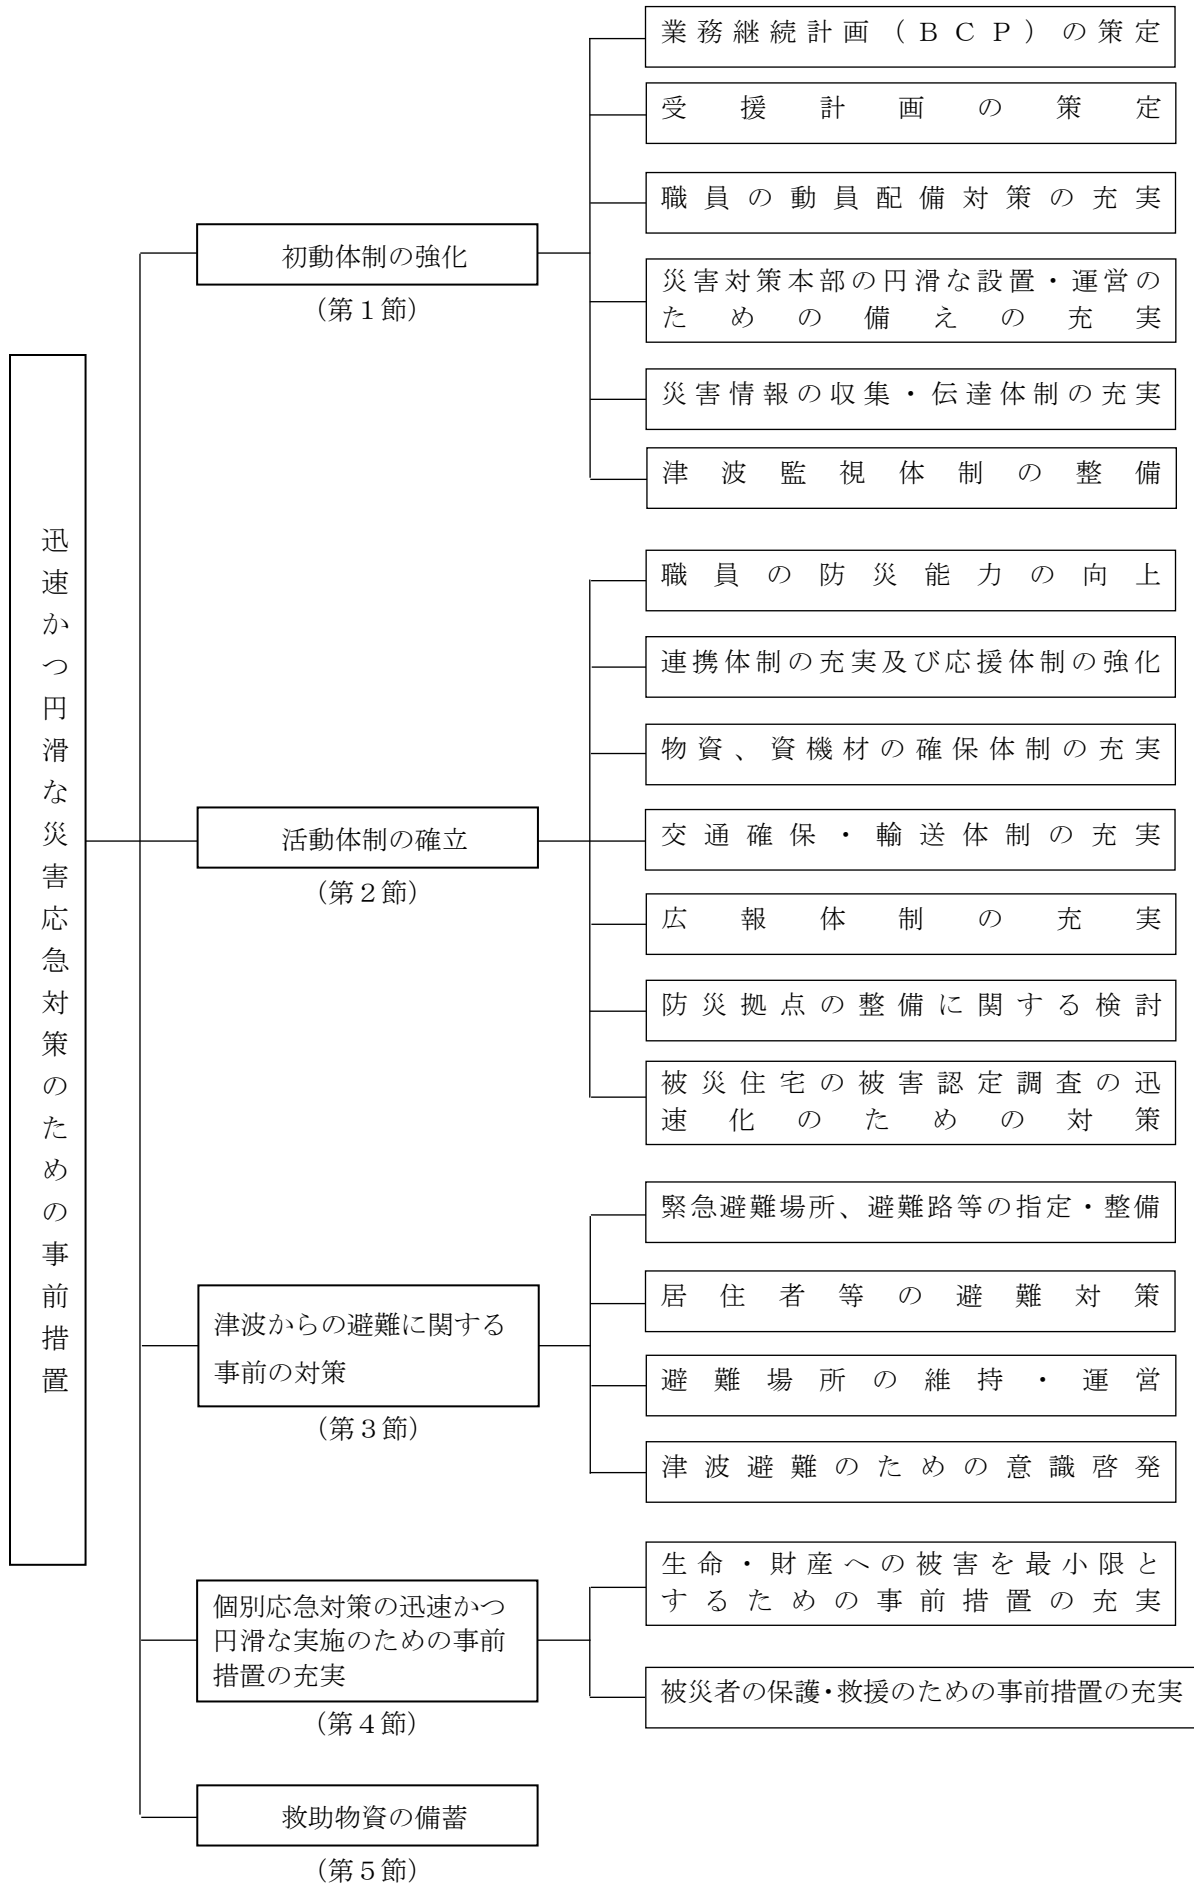 迅速かつ円滑な災害応急対策のための事前措置
初動体制の強化
（第１節）
業務継続計画（ＢＣＰ）の策定
受援計画の策定
職員の動員配備対策の充実
災害対策本部の円滑な設置・運営の
ための備えの充実
災害情報の収集・伝達体制の充実
津波監視体制の整備
活動体制の確立
（第２節）
職員の防災能力の向上
連携体制の充実及び応援体制の強化
物資、資機材の確保体制の充実
交通確保・輸送体制の充実
広報体制の充実
防災拠点の整備に関する検討
被災住宅の被害認定調査の迅
速化のための対策
津波からの避難に関する
事前の対策
（第３節）
緊急避難場所、避難路等の指定・整備
居住者等の避難対策
避難場所の維持・運営
津波避難のための意識啓発
個別応急対策の迅速かつ
円滑な実施のための事前
措置の充実
（第４節）
生命・財産への被害を最小限と
するための事前措置の充実
被災者の保護・救援のための事前措置の充実
救助物資の備蓄
（第５節）